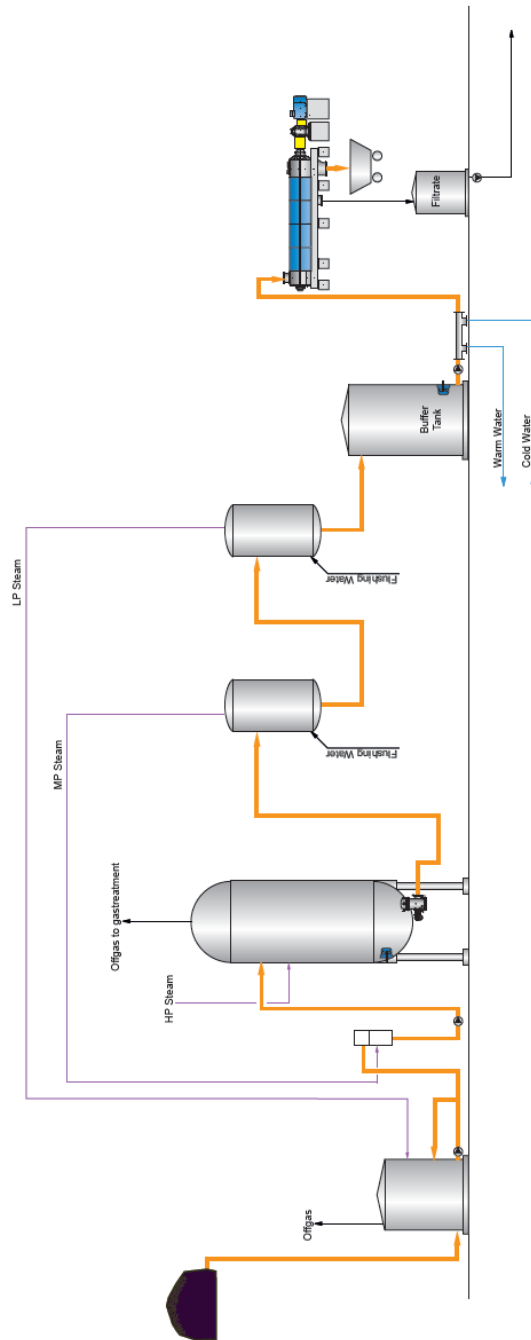 Filtrate
Buffer
Tank
Warm Water
Cold Water
LP Steam
Flushing Water
MP Steam
Flushing Water
Offgas to gastreatment
HP Steam
Offgas